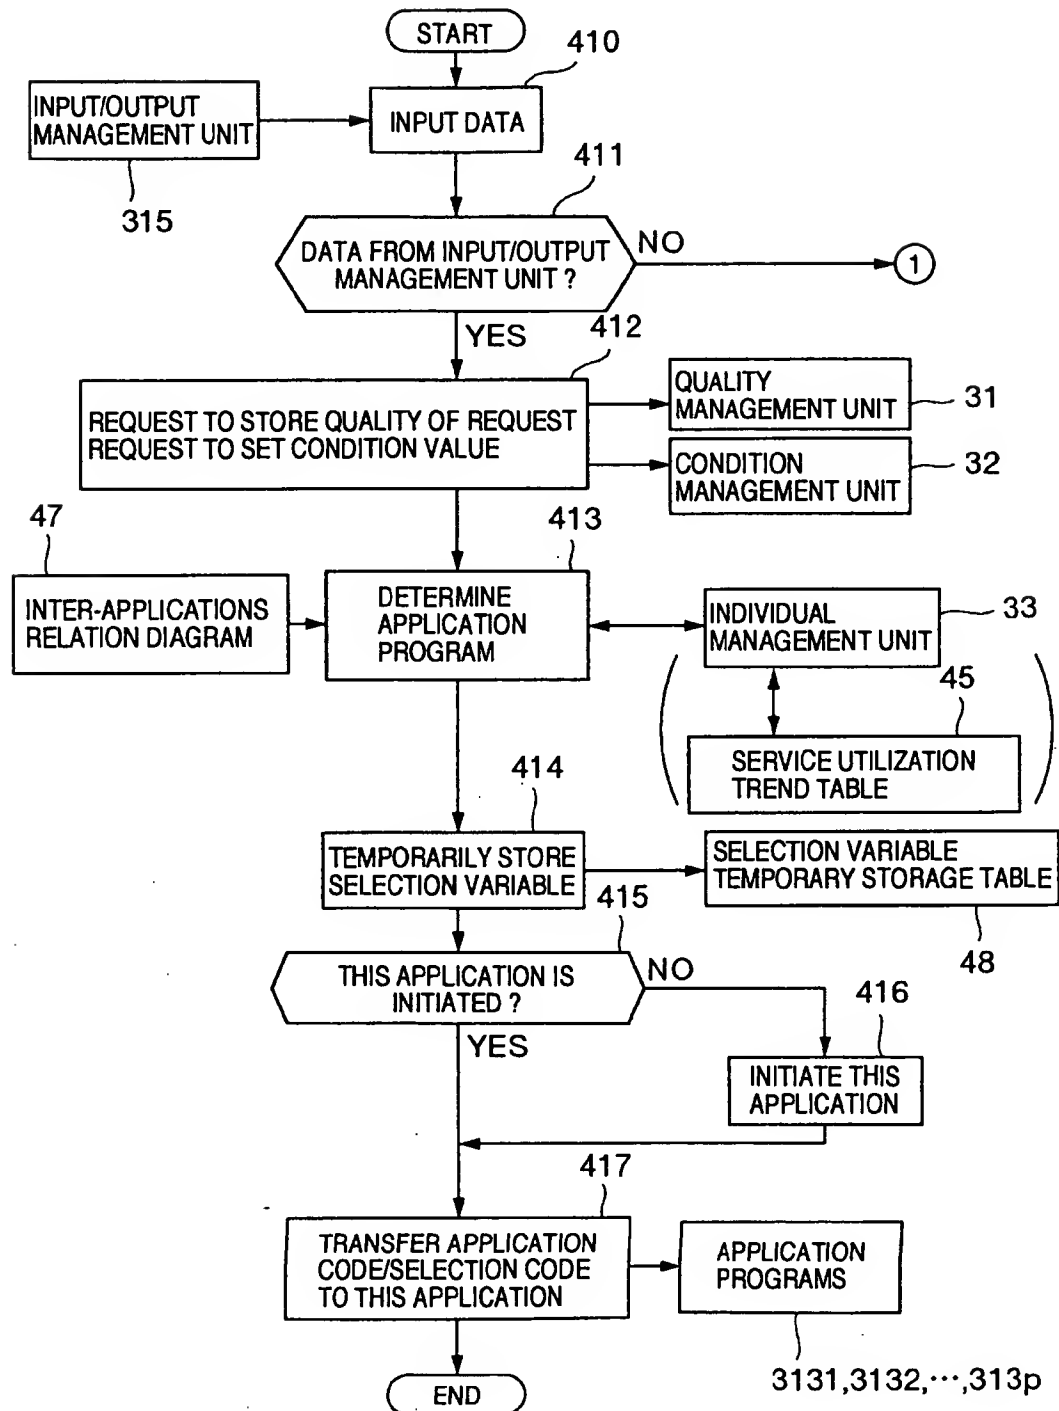 START
410
INPUT/OUTPUT
MANAGEMENT UNIT
INPUT DATA
315
411
DATA FROM INPUT/OUTPUT
MANAGEMENT UNIT ?
NO
1
YES
412
REQUEST TO STORE QUALITY OF REQUEST
REQUEST TO SET CONDITION VALUE
QUALITY
MANAGEMENT UNIT
31
CONDITION
MANAGEMENT UNIT
32
47
413
INTER-APPLICATIONS
RELATION DIAGRAM
DETERMINE
APPLICATION
PROGRAM
INDIVIDUAL
MANAGEMENT UNIT
33
45
SERVICE UTILIZATION
TREND TABLE
414
TEMPORARILY STORE
SELECTION VARIABLE
SELECTION VARIABLE
TEMPORARY STORAGE TABLE
48
415
THIS APPLICATION IS
INITIATED ?
NO
YES
416
INITIATE THIS
APPLICATION
417
TRANSFER APPLICATION
CODE/SELECTION CODE
TO THIS APPLICATION
APPLICATION
PROGRAMS
3131,3132,···,313p
END